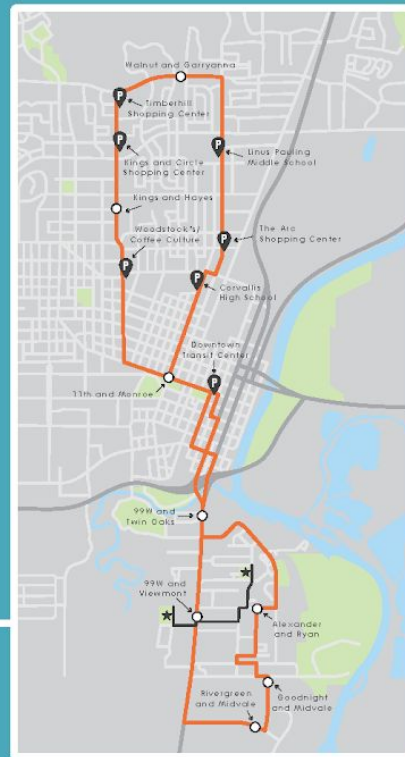 Walnut and Garryanna
P
Timberhill
Shopping Center
P
Kings and Circle
Shopping Center
P
Linus Pauling
Middle School
Kings and Hayes
Woodstock's/
Coffee Culture
P
P
The Arc
Shopping Center
P
Corvallis
High School
Downtown
Transit Center
P
11th and Monroe
99W and
Twin Oaks
99W and
Viewmont
Alexander
and Ryan
Rivergreen
and Midvale
Goodnight
and Midvale